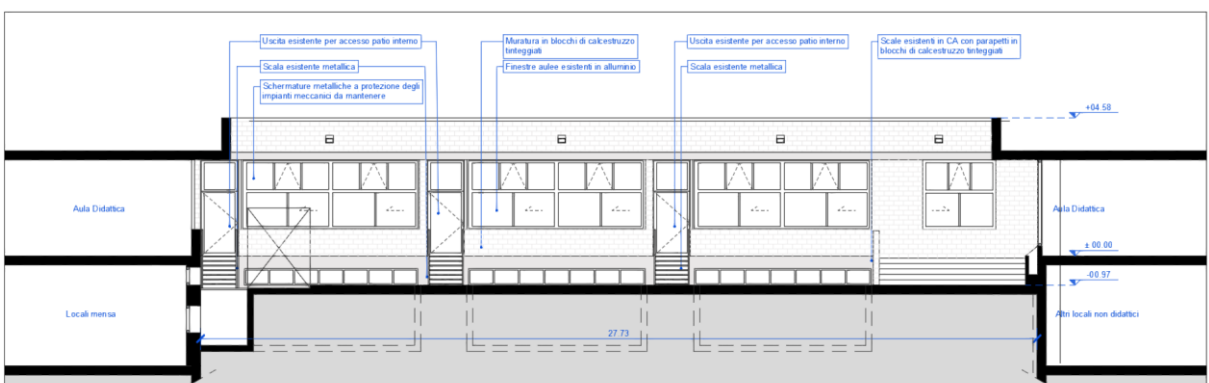 Uscita esistente per accesso patio interno
Muratura in blocchi di calcestruzzo
tinteggiati
Uscita esistente per accesso patio interno
Scale esistenti in CA con parapetti in
blocchi di calcestruzzo tinteggiati
Scala esistente metallica
Finestre aulee esistenti in alluminio
Scala esistente metallica
Schermature metalliche a protezione degli
impianti meccanici da mantenere
+04.58
Aula Didattica
Aula Didattica
± 00.00
-00.97
Locali mensa
Altri locali non didattici
27.73